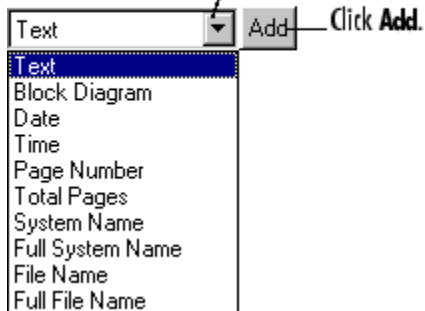 Text Add Click Add.
Text
Block Diagram
Date
Time
Page Number
Total Pages
System Name
Full System Name
File Name
Full File Name